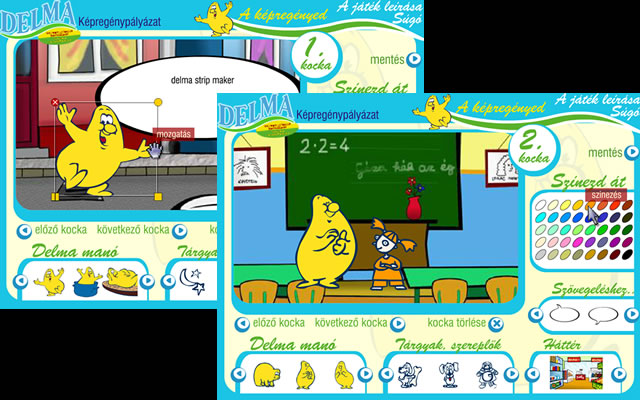 DELMA
Képregénypályázat
A képregényed
A játék leírása
Súgó
1.
kocka
mentés
Színezd át
delma strip maker
mozgatás
előző kocka
következő kocka
Delma manó
DELMA
Képregénypályázat
A képregényed
A játék leírása
Súgó
2.
kocka
mentés
Színezd át
színezés
2·2=4
Szövegeléshez..
előző kocka
következő kocka
kocka törlése
Delma manó
Tárgyak, szereplők
Háttér